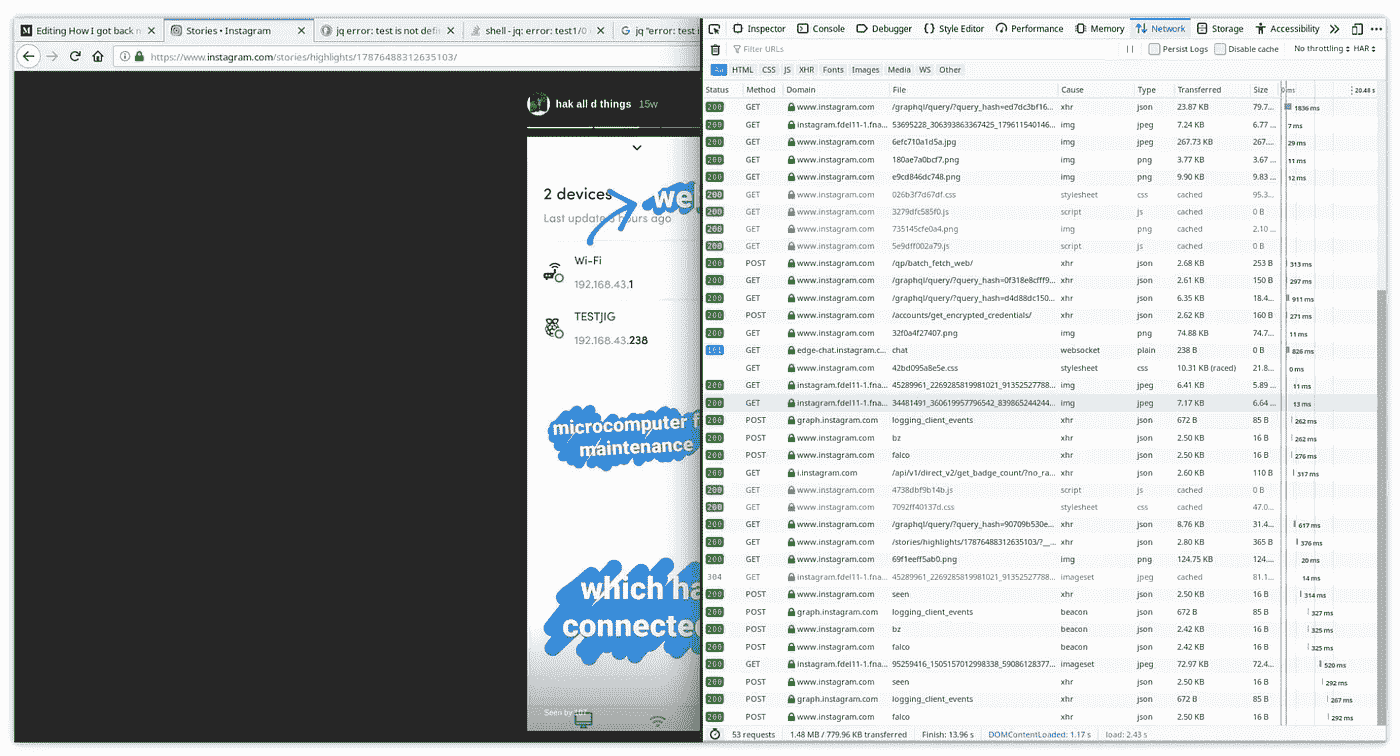 Editing How I got back m
Stories • Instagram
jq error: test is not defin
shell - jq: error: test1/0
jq "error: test i
https://www.instagram.com/stories/highlights/17876488312635103/
hak all d things 15w
2 devices
wel
Last update 3 hours ago
Wi-Fi
192.168.43.1
TESTJIG
192.168.43.238
microcomputer f
maintenance
which ha
connected
Seen by
Inspector Console Debugger Style Editor Performance Memory Network Storage Accessibility
Filter URLs Persist Logs Disable cache No throttling HAR
HTML CSS JS XHR Fonts Images Media WS Other
Status Method Domain File Cause Type Transferred Size 0 ms 20.48 s
200 GET www.instagram.com /graphql/query/?query_hash=ed7dc3bf16... xhr json 23.87 KB 79.7... 1836 ms
200 GET instagram.fdel11-1.fna... 53695228_306393863367425_179611540146... img jpeg 7.24 KB 6.77 ... 7 ms
200 GET www.instagram.com 6efc710a1d5a.jpg img jpeg 267.73 KB 267.... 29 ms
200 GET www.instagram.com 180ae7a0bcf7.png img png 3.77 KB 3.67 ... 11 ms
200 GET www.instagram.com e9cd846dc748.png img png 9.90 KB 9.83 ... 12 ms
200 GET www.instagram.com 026b3f7d67df.css stylesheet css cached 95.3...
200 GET www.instagram.com 3279dfc585f0.js script js cached 0 B
200 GET www.instagram.com 735145cfe0a4.png img png cached 2.10 ...
200 GET www.instagram.com 5e9dff002a79.js script js cached 0 B
200 POST www.instagram.com /qp/batch_fetch_web/ xhr json 2.68 KB 253 B 313 ms
200 GET www.instagram.com /graphql/query/?query_hash=0f318e8cfff9... xhr json 2.61 KB 150 B 297 ms
200 GET www.instagram.com /graphql/query/?query_hash=d4d88dc150... xhr json 6.35 KB 18.4... 911 ms
200 POST www.instagram.com /accounts/get_encrypted_credentials/ xhr json 2.62 KB 160 B 271 ms
200 GET www.instagram.com 32f0a4f27407.png img png 74.88 KB 74.7... 11 ms
101 GET edge-chat.instagram.c... chat websocket plain 238 B 0 B 826 ms
GET www.instagram.com 42bd095a8e5e.css stylesheet css 10.31 KB (raced) 21.8... 0 ms
200 GET instagram.fdel11-1.fna... 45289961_2269285819981021_91352527788... img jpeg 6.41 KB 5.89 ... 11 ms
200 GET instagram.fdel11-1.fna... 34481491_360619957796542_839865244244... img jpeg 7.17 KB 6.64 ... 13 ms
200 POST graph.instagram.com logging_client_events xhr json 672 B 85 B 262 ms
200 POST www.instagram.com bz xhr json 2.50 KB 16 B 262 ms
200 POST www.instagram.com falco xhr json 2.50 KB 16 B 276 ms
200 GET i.instagram.com /api/v1/direct_v2/get_badge_count/?no_ra... xhr json 2.60 KB 110 B 317 ms
200 GET www.instagram.com 4738dbf9b14b.js script js cached 0 B
200 GET www.instagram.com 7092ff40137d.css stylesheet css cached 47.0...
200 GET www.instagram.com /graphql/query/?query_hash=90709b530e... xhr json 8.76 KB 31.4... 617 ms
200 GET www.instagram.com /stories/highlights/17876488312635103/?__... xhr json 2.80 KB 365 B 376 ms
200 GET www.instagram.com 69f1eeff5ab0.png img png 124.75 KB 124.... 20 ms
304 GET instagram.fdel11-1.fna... 45289961_2269285819981021_91352527788... imageset jpeg cached 81.1... 14 ms
200 POST www.instagram.com seen xhr json 2.50 KB 16 B 314 ms
200 POST graph.instagram.com logging_client_events beacon json 672 B 85 B 327 ms
200 POST www.instagram.com bz beacon json 2.42 KB 16 B 325 ms
200 POST www.instagram.com falco beacon json 2.42 KB 16 B 325 ms
200 GET instagram.fdel11-1.fna... 95259416_1505157012998338_59086128377... imageset jpeg 72.97 KB 72.4... 520 ms
200 POST www.instagram.com seen xhr json 2.50 KB 16 B 292 ms
200 POST graph.instagram.com logging_client_events xhr json 672 B 85 B 267 ms
200 POST www.instagram.com falco xhr json 2.50 KB 16 B 292 ms
53 requests 1.48 MB / 779.96 KB transferred Finish: 13.96 s DOMContentLoaded: 1.17 s load: 2.43 s